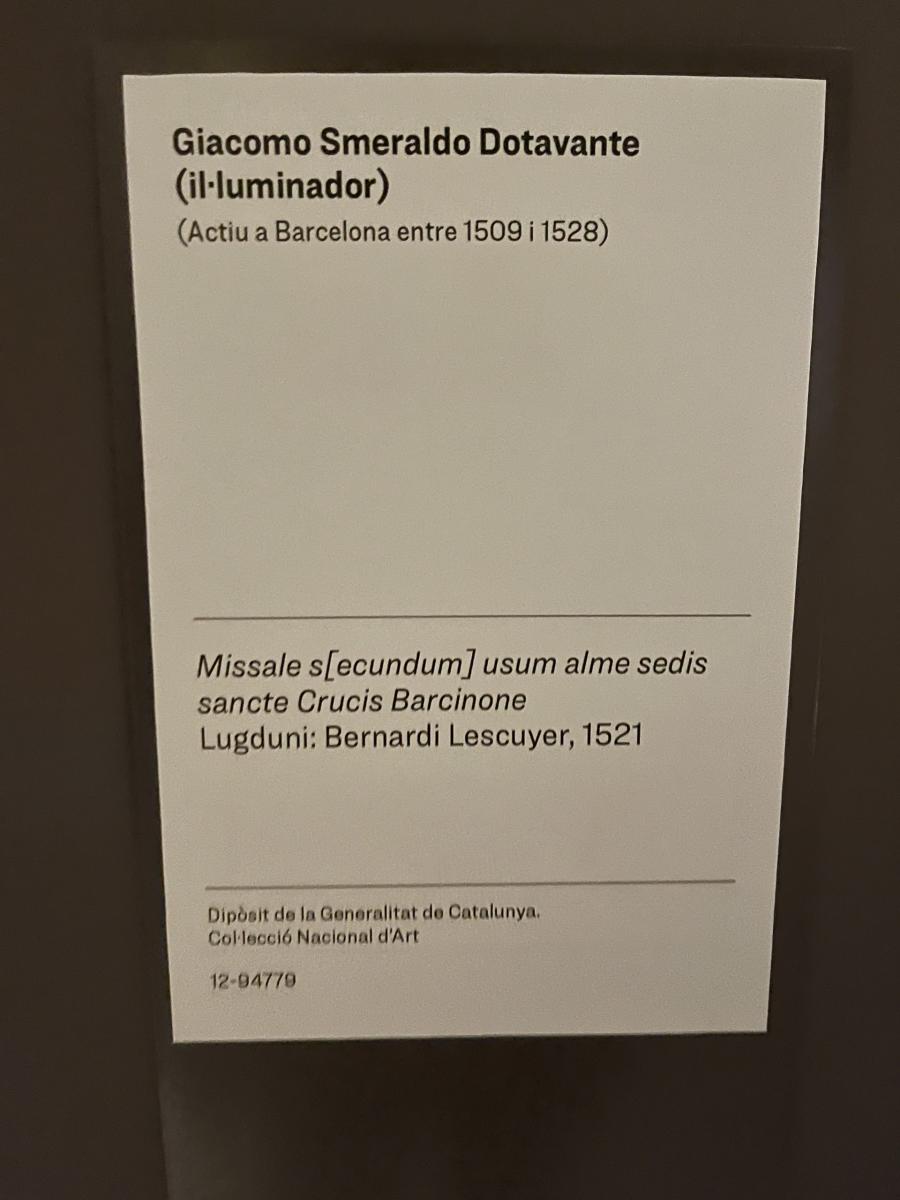 Giacomo Smeraldo Dotavante
(il·luminador)
(Actiu a Barcelona entre 1509 i 1528)
Missale s[ecundum] usum alme sedis
sancte Crucis Barcinone
Lugduni: Bernardi Lescuyer, 1521
Dipòsit de la Generalitat de Catalunya.
Col·lecció Nacional d'Art
12-94779